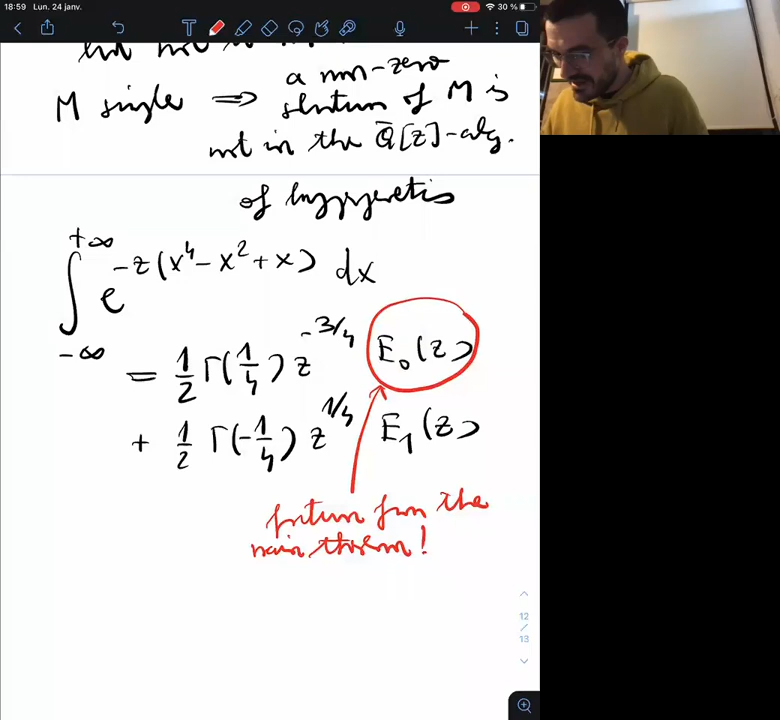 18:59 Lun. 24 janv.
30 %
M simple ⟹ a non-zero
solution of M is
not in the Q̄[z]-alg.
of hypergeometrics
∫_{-∞}^{+∞} e^{-z(x^4 - x^2 + x)} dx
= 1/2 Γ(1/4) z^{-3/4} E_0(z)
+ 1/2 Γ(-1/4) z^{1/4} E_1(z)
function from the
main theorem!
12
/
13